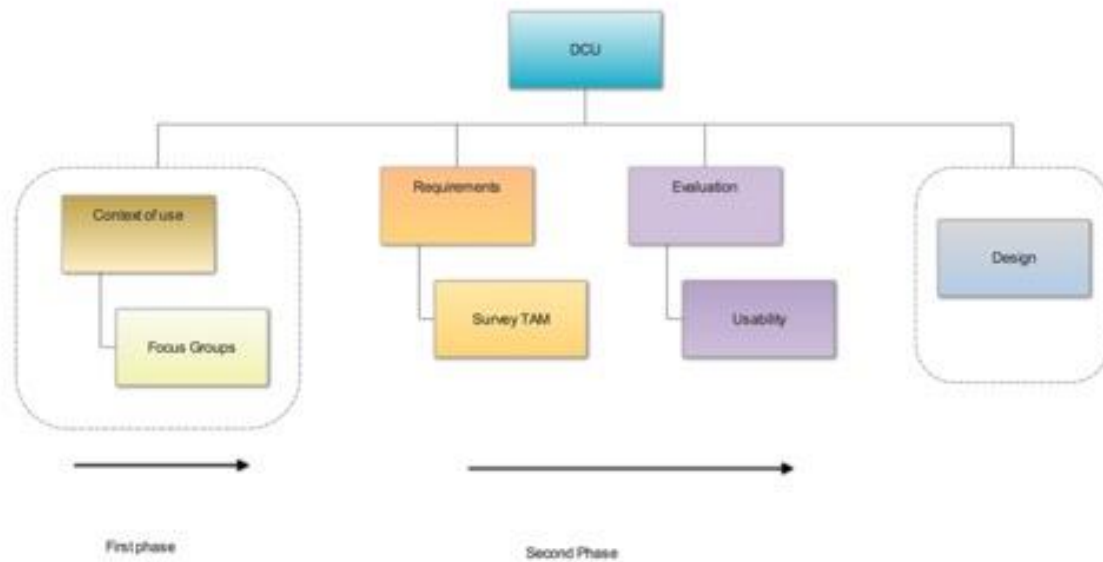 DCU
Requirements
Evaluation
Context of use
Design
Survey TAM
Usability
Focus Groups
First phase
Second Phase